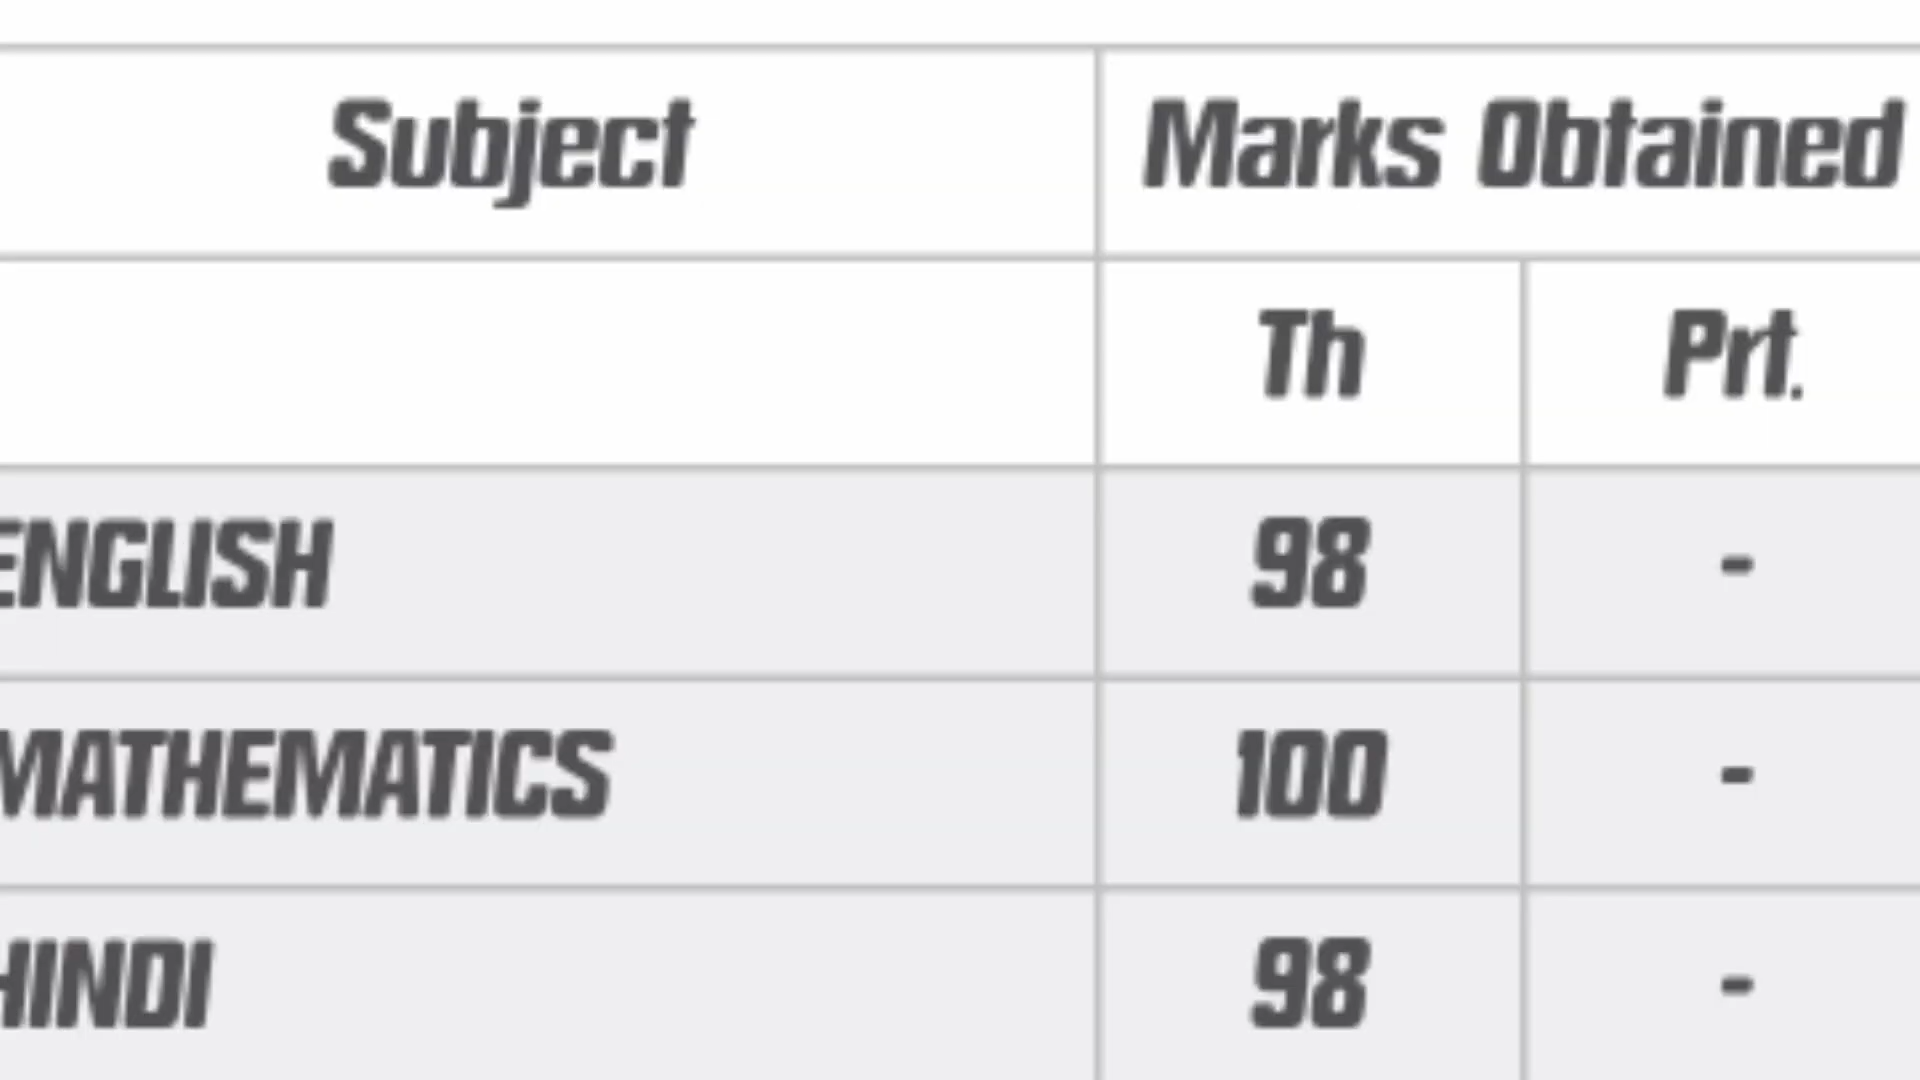 Subject Marks Obtained
Th Prt.
ENGLISH 98 -
MATHEMATICS 100 -
HINDI 98 -